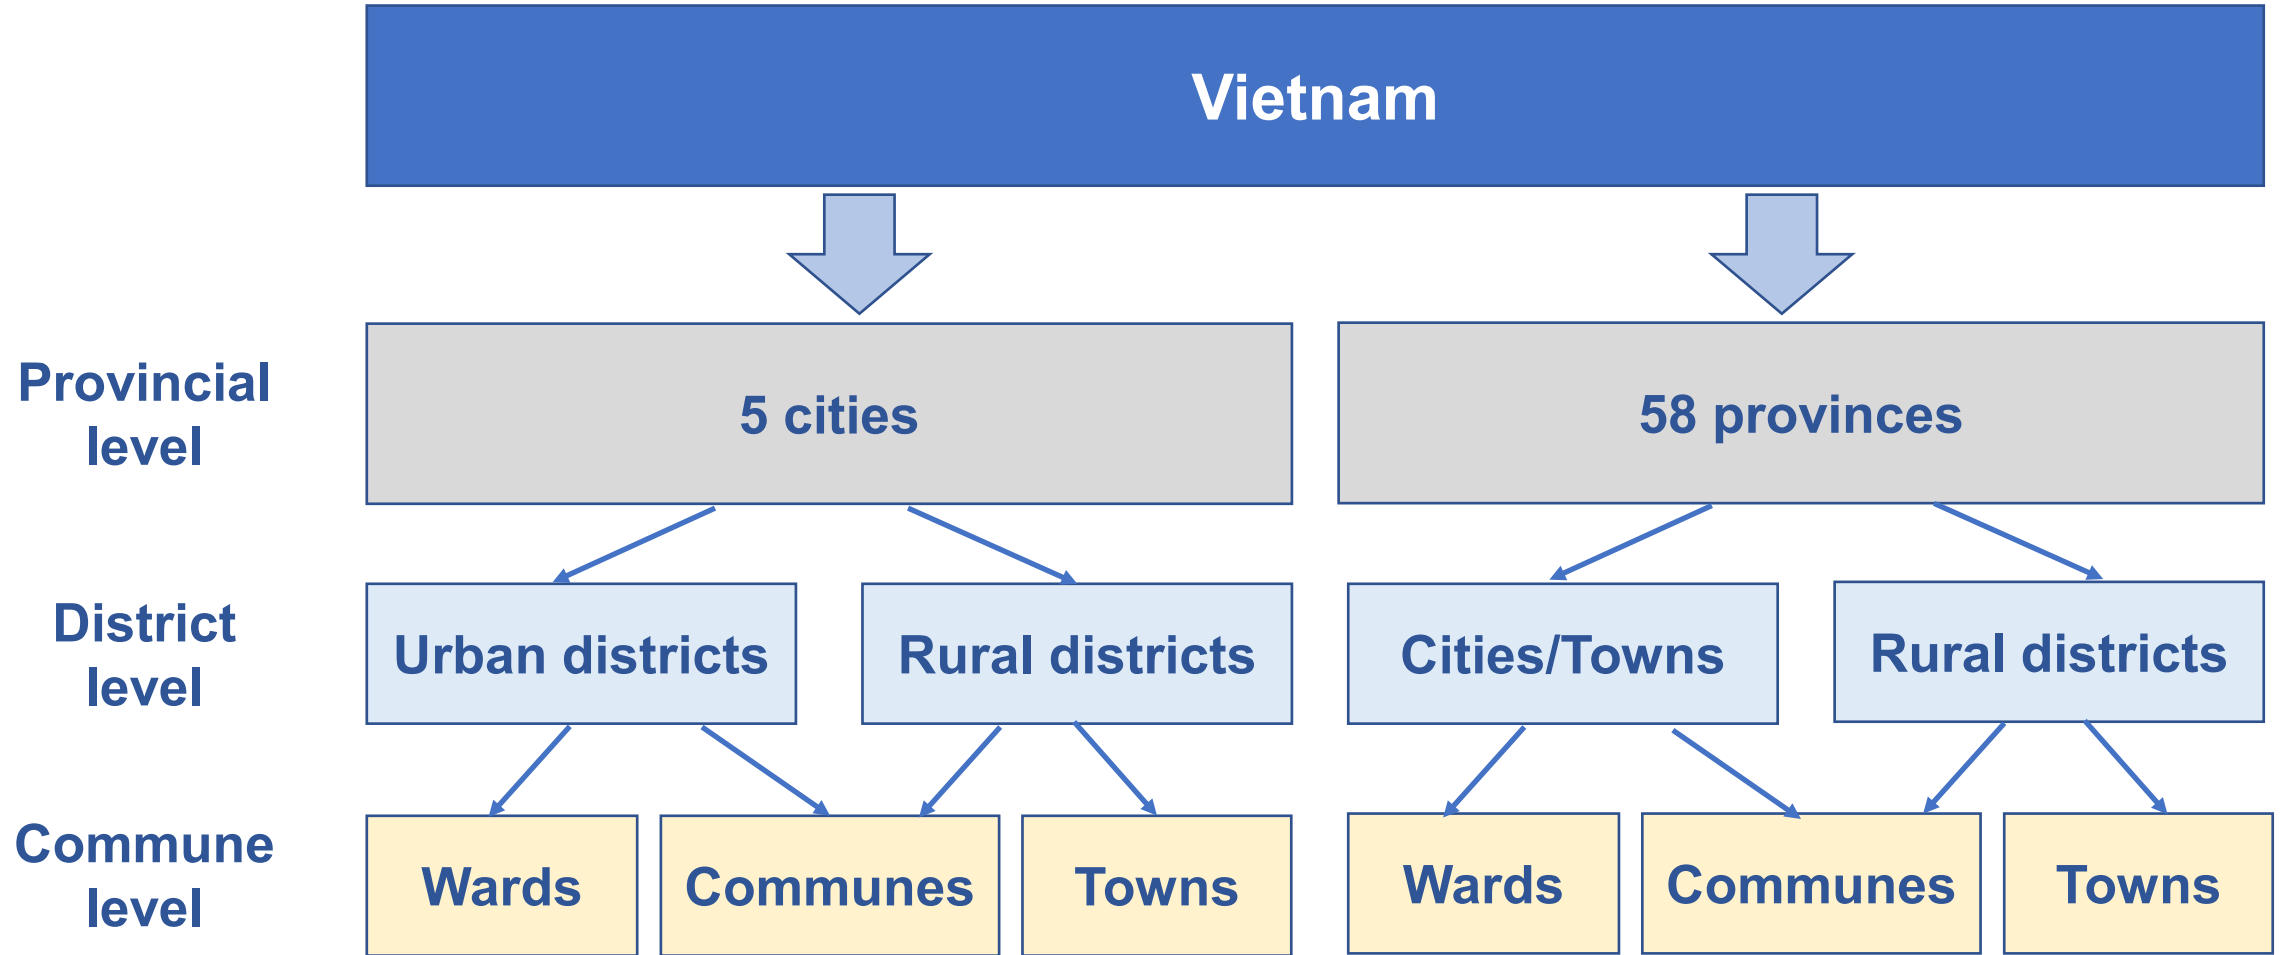 Vietnam
Provincial
level
5 cities
58 provinces
District
level
Urban districts
Rural districts
Cities/Towns
Rural districts
Commune
level
Wards
Communes
Towns
Wards
Communes
Towns